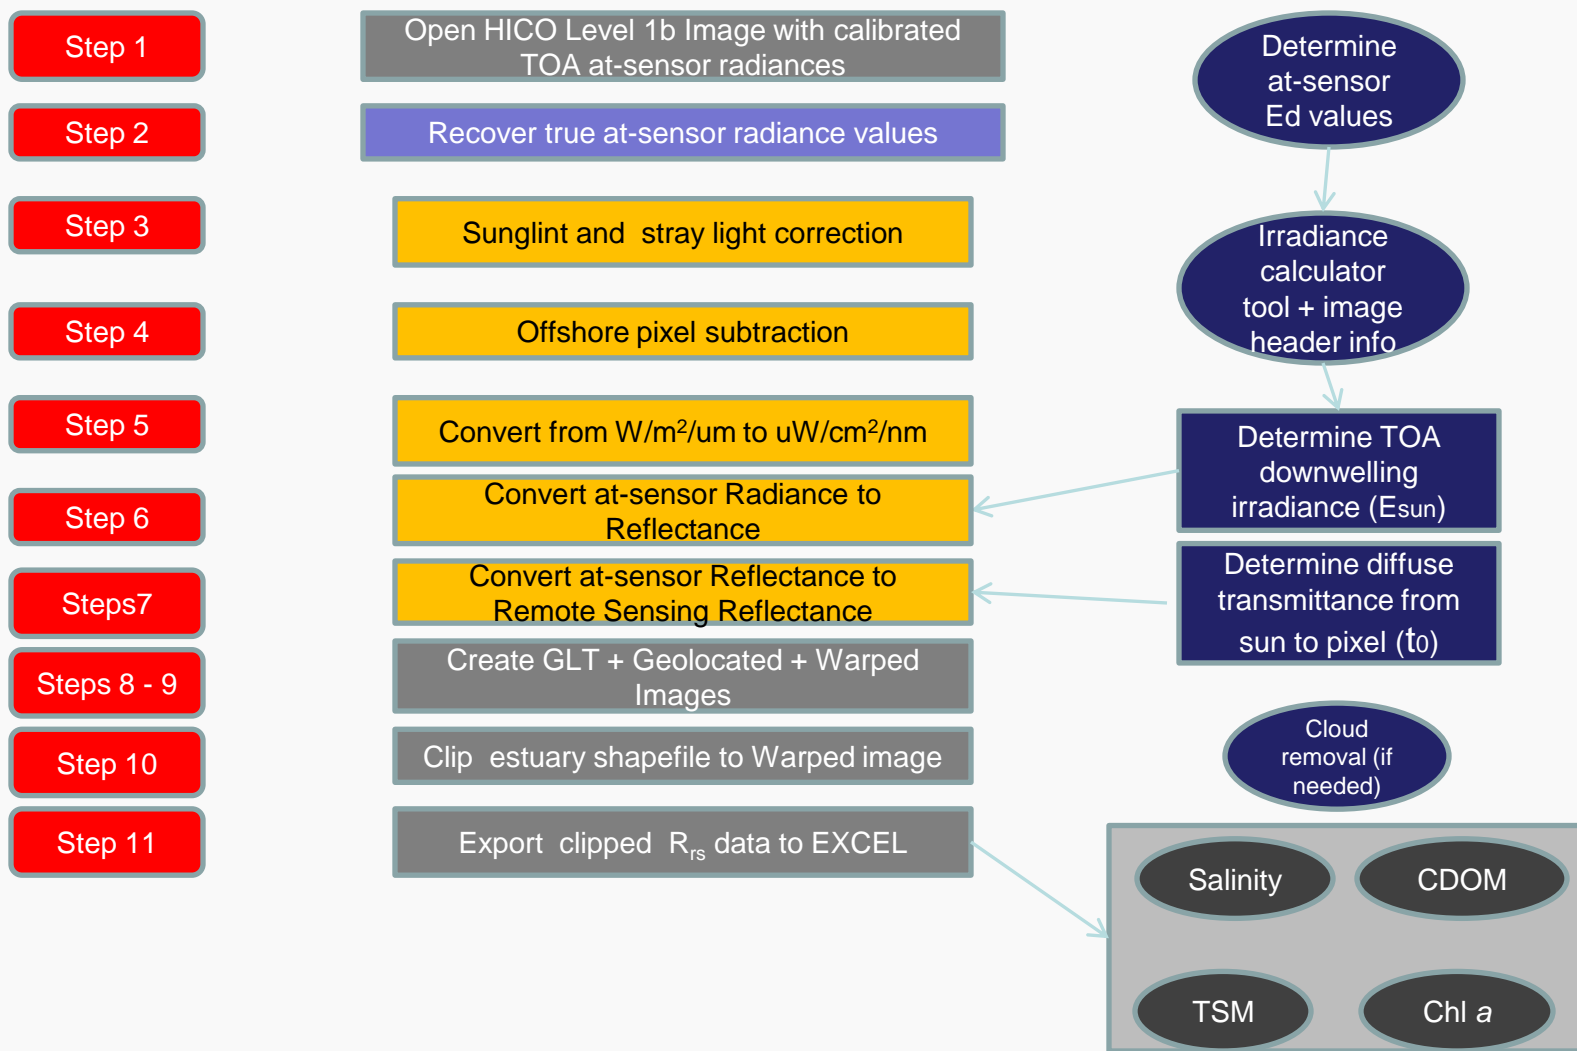 Step 1
Open HICO Level 1b Image with calibrated
TOA at-sensor radiances
Step 2
Recover true at-sensor radiance values
Step 3
Sunglint and stray light correction
Step 4
Offshore pixel subtraction
Step 5
Convert from W/m²/um to uW/cm²/nm
Step 6
Convert at-sensor Radiance to
Reflectance
Steps7
Convert at-sensor Reflectance to
Remote Sensing Reflectance
Steps 8 - 9
Create GLT + Geolocated + Warped
Images
Step 10
Clip estuary shapefile to Warped image
Step 11
Export clipped Rrs data to EXCEL
Determine
at-sensor
Ed values
Irradiance
calculator
tool + image
header info
Determine TOA
downwelling
irradiance (Esun)
Determine diffuse
transmittance from
sun to pixel (t0)
Cloud
removal (if
needed)
Salinity
CDOM
TSM
Chl a